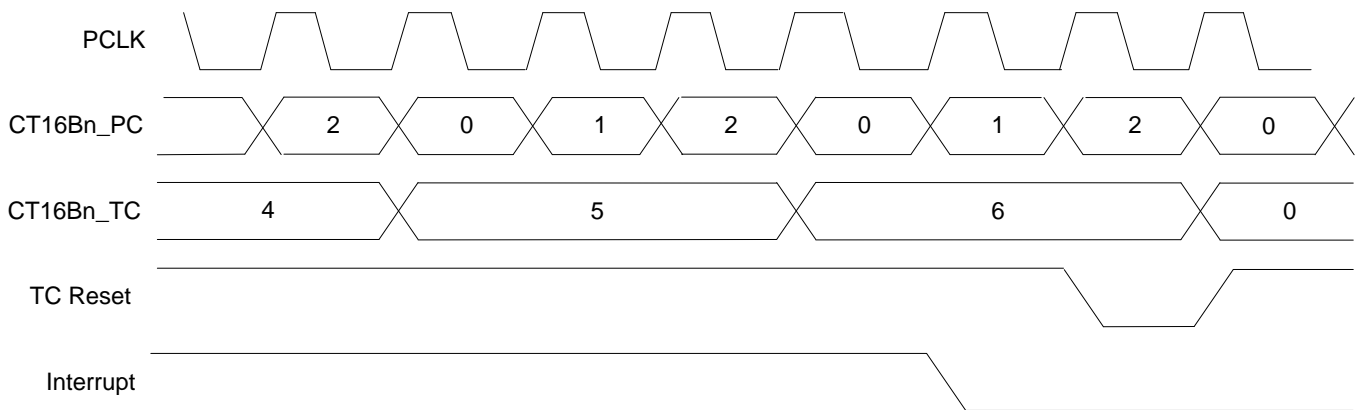 PCLK
CT16Bn_PC 2 0 1 2 0 1 2 0
CT16Bn_TC 4 5 6 0
TC Reset
Interrupt